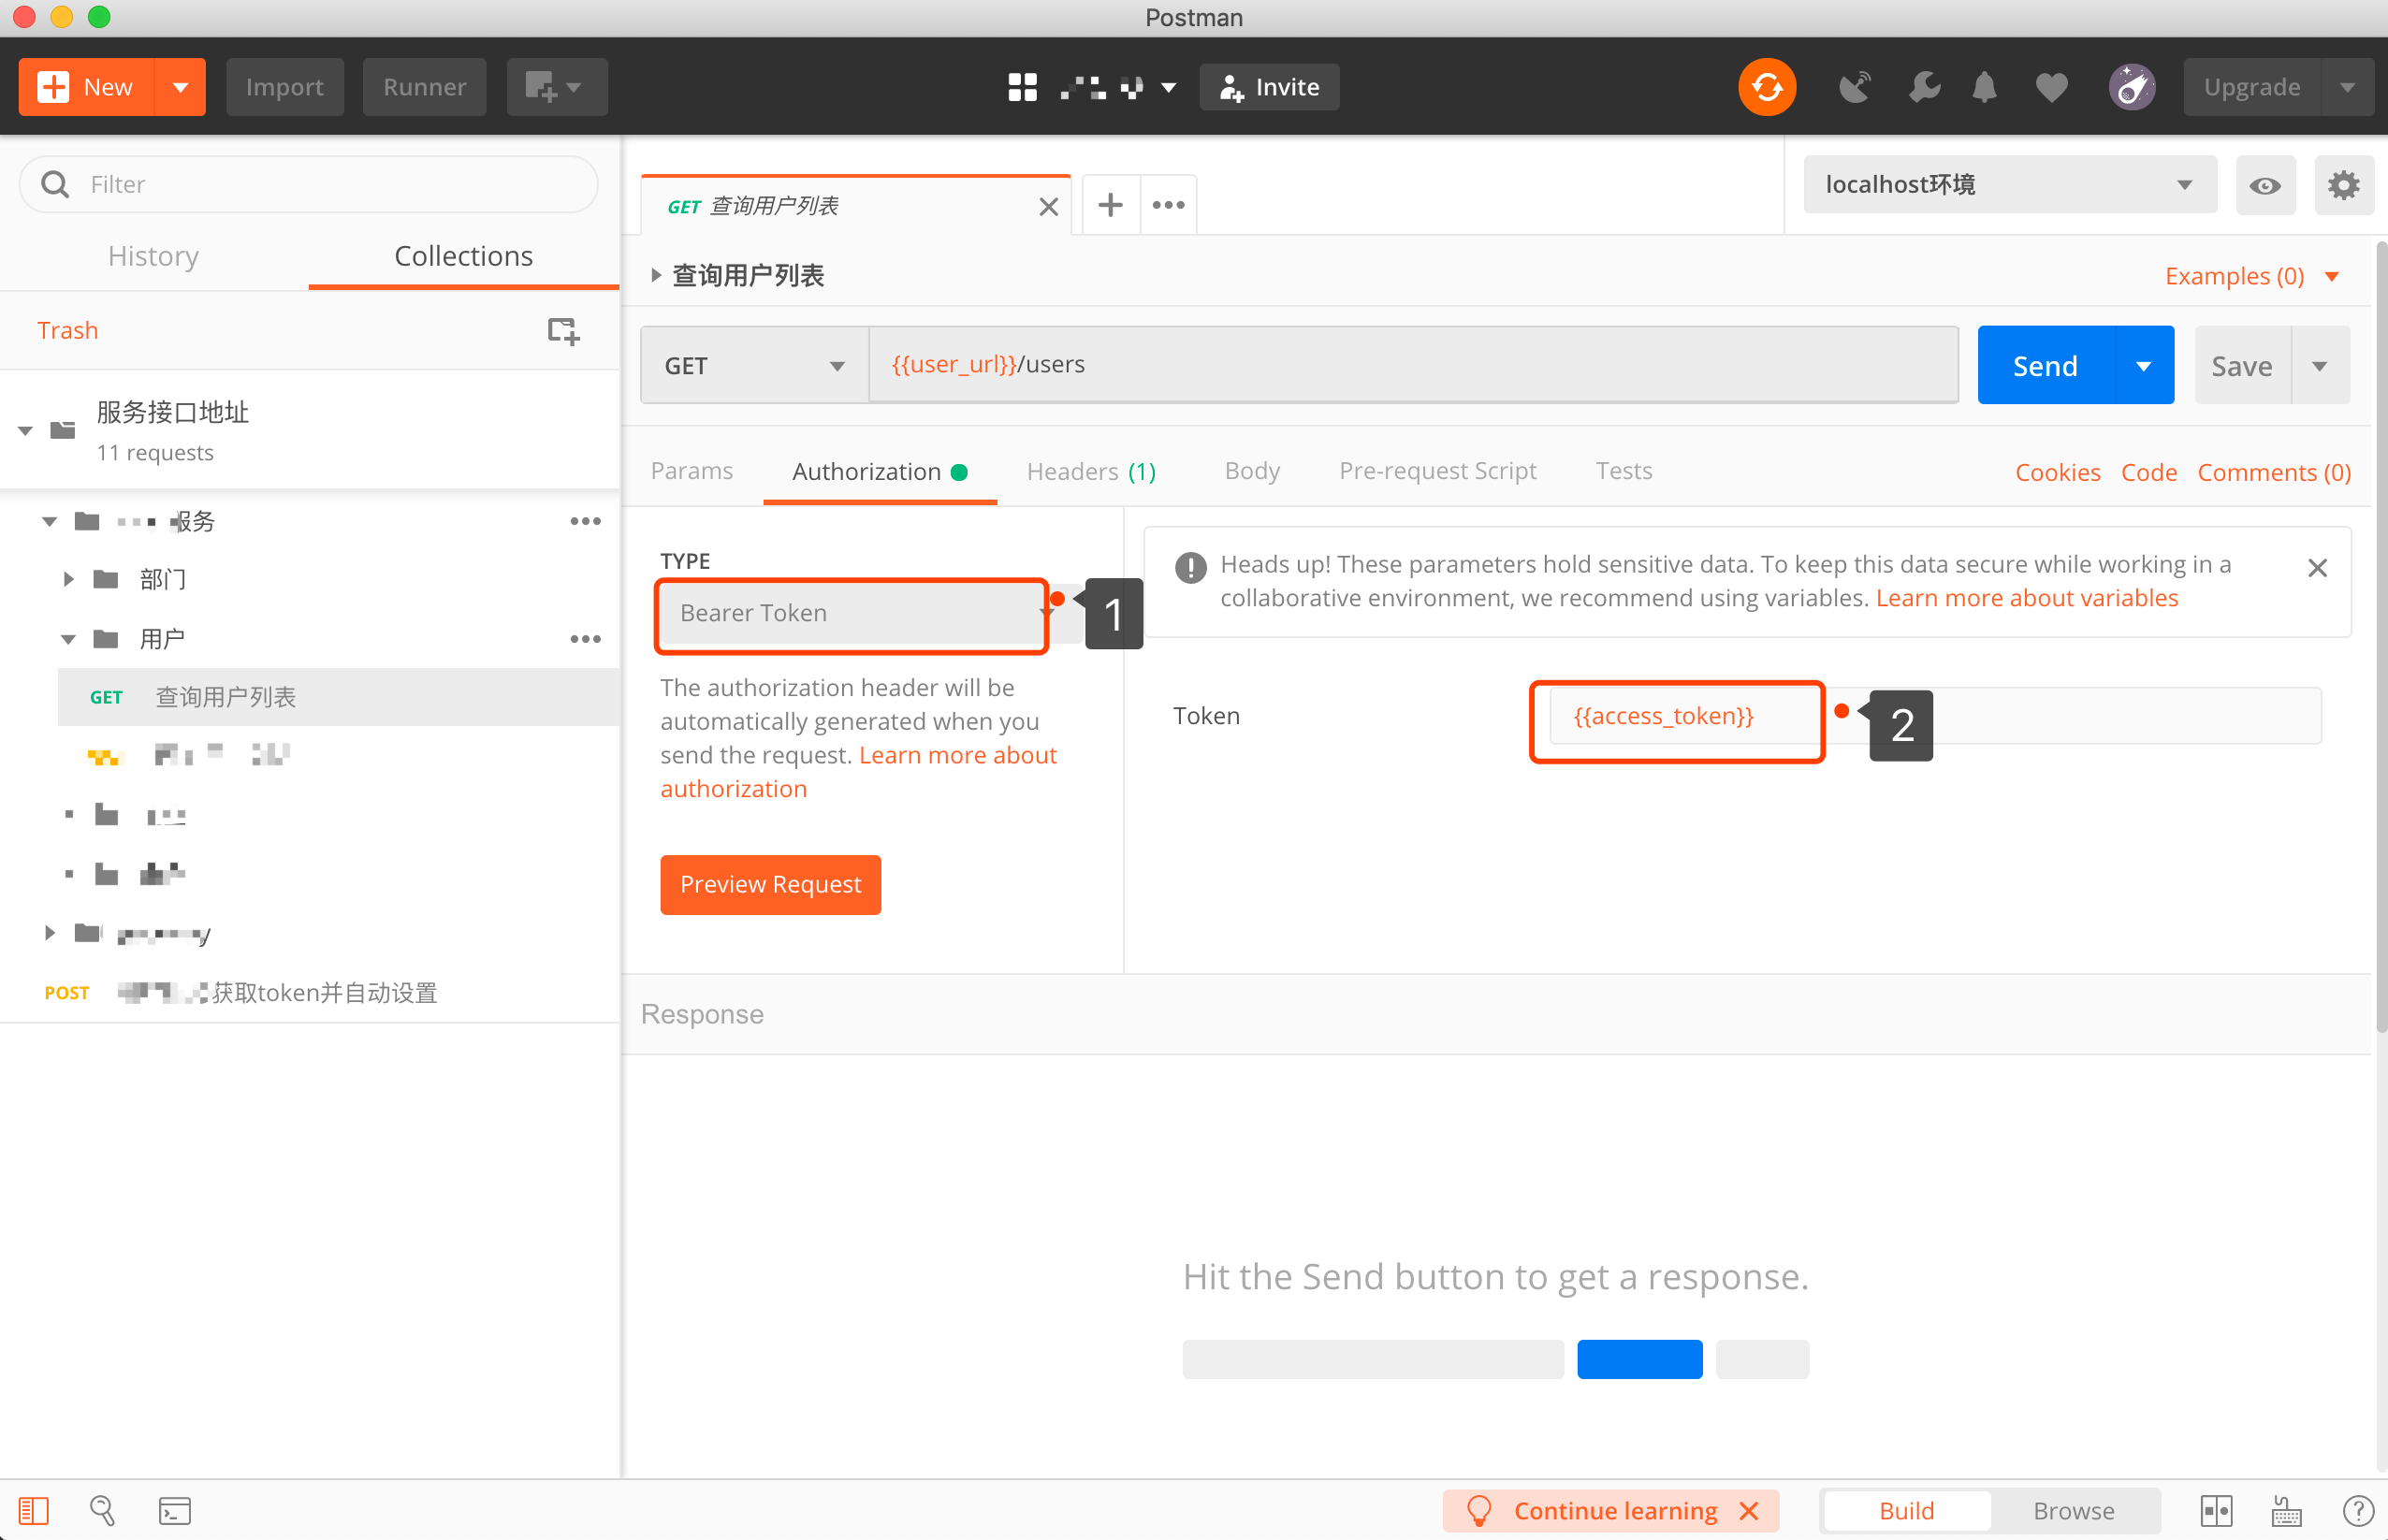 Postman
New
Import
Runner
Invite
Upgrade
Filter
History
Collections
Trash
服务接口地址
11 requests
服务
部门
用户
GET 查询用户列表
POST 获取token并自动设置
GET 查询用户列表
localhost环境
查询用户列表
Examples (0)
GET
{{user_url}}/users
Send
Save
Params
Authorization
Headers (1)
Body
Pre-request Script
Tests
Cookies
Code
Comments (0)
TYPE
Bearer Token
1
The authorization header will be
automatically generated when you
send the request. Learn more about
authorization
Preview Request
Heads up! These parameters hold sensitive data. To keep this data secure while working in a
collaborative environment, we recommend using variables. Learn more about variables
Token
{{access_token}}
2
Response
Hit the Send button to get a response.
Continue learning
Build
Browse